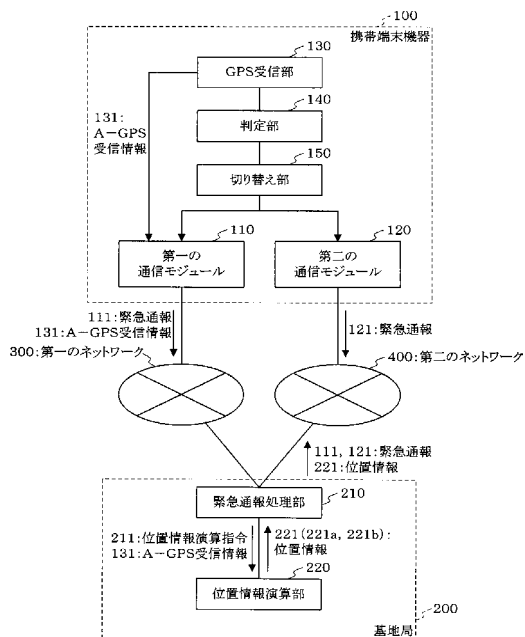 100
携帯端末機器
130
GPS受信部
131:
A-GPS
受信情報
140
判定部
150
切り替え部
110
第一の
通信モジュール
120
第二の
通信モジュール
111:緊急通報
131:A-GPS受信情報
121:緊急通報
300:第一のネットワーク
400:第二のネットワーク
111, 121:緊急通報
221:位置情報
緊急通報処理部
210
211:位置情報演算指令
131:A-GPS受信情報
221(221a, 221b):
位置情報
220
位置情報演算部
200
墓地局